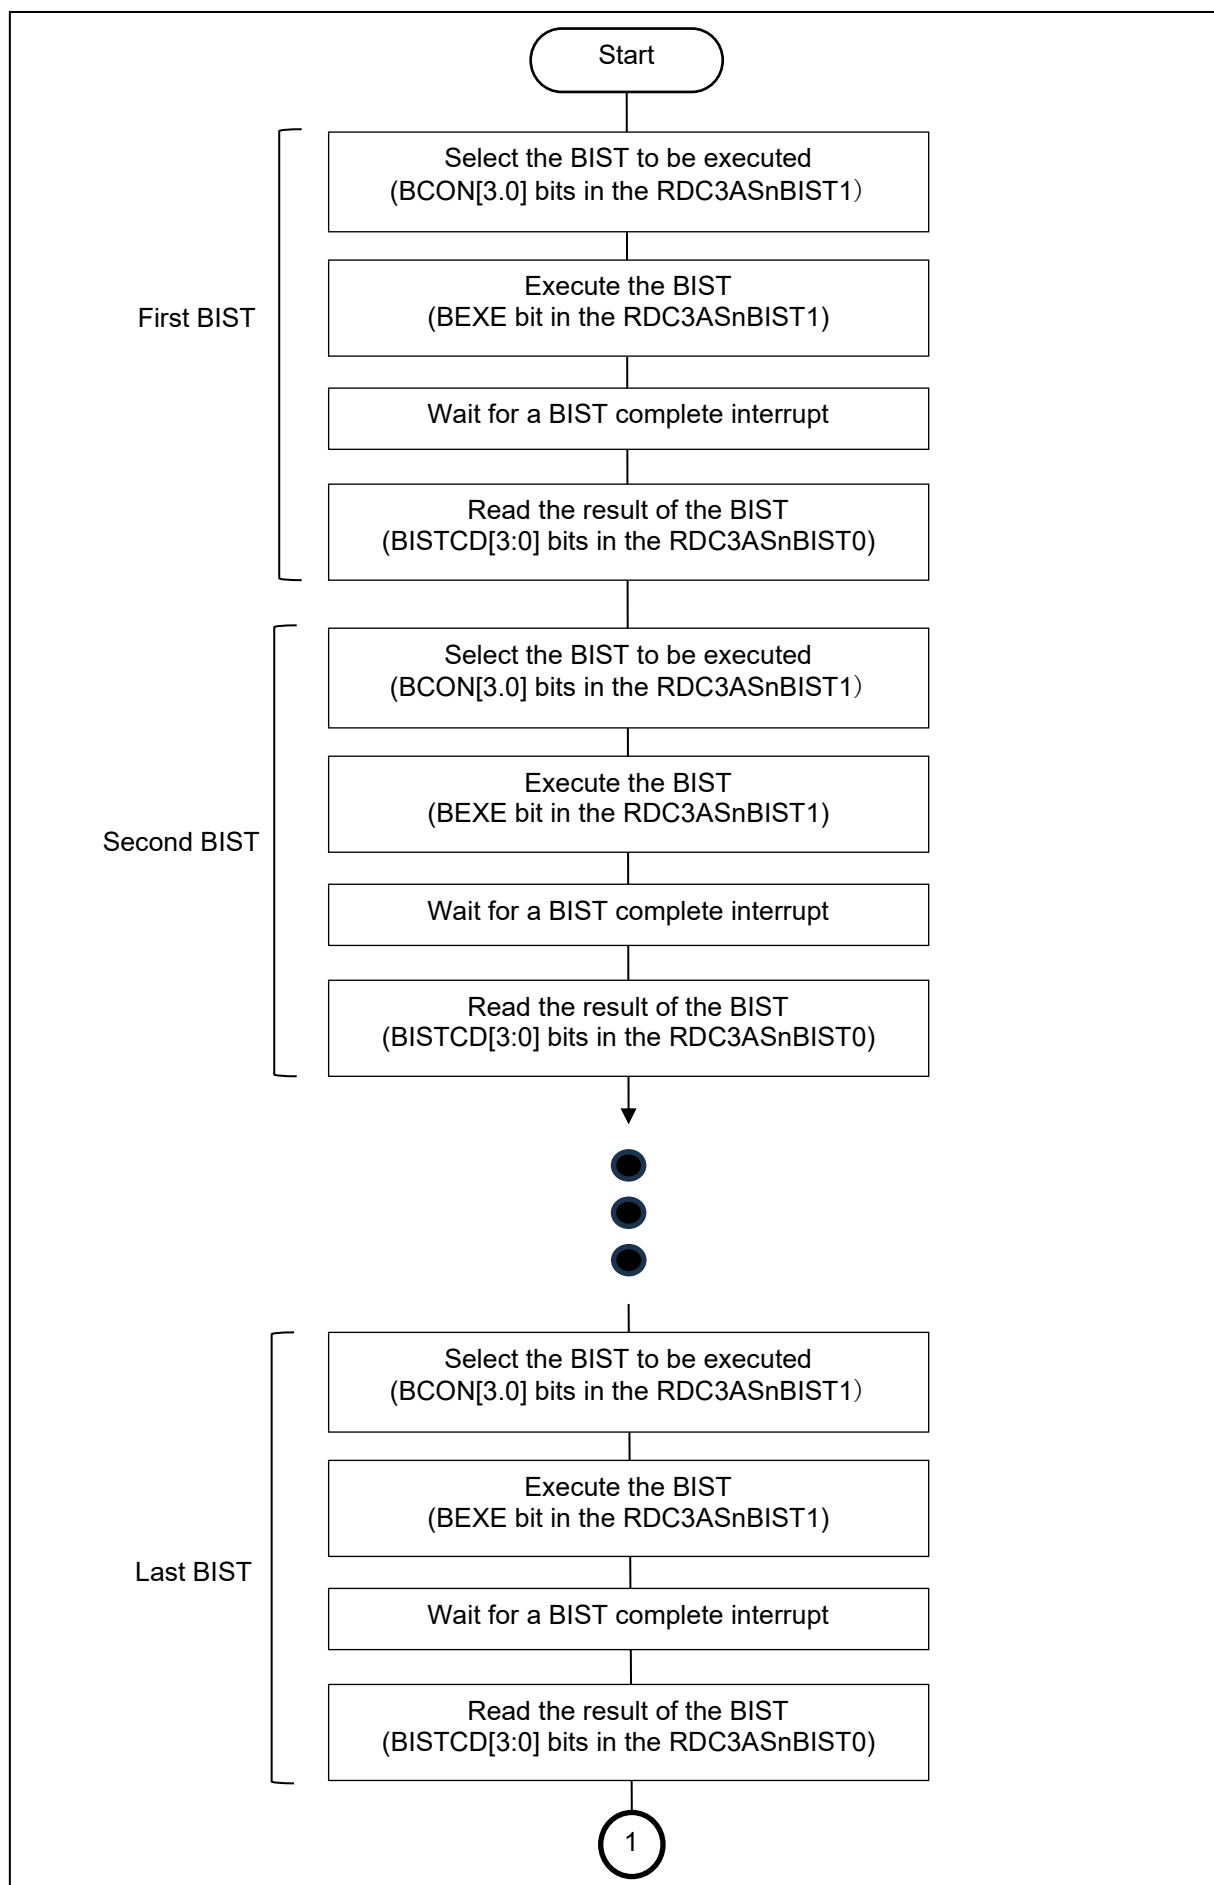 Start
Select the BIST to be executed
(BCON[3.0] bits in the RDC3ASnBIST1）
Execute the BIST
(BEXE bit in the RDC3ASnBIST1)
First BIST
Wait for a BIST complete interrupt
Read the result of the BIST
(BISTCD[3:0] bits in the RDC3ASnBIST0)
Select the BIST to be executed
(BCON[3.0] bits in the RDC3ASnBIST1）
Execute the BIST
(BEXE bit in the RDC3ASnBIST1)
Second BIST
Wait for a BIST complete interrupt
Read the result of the BIST
(BISTCD[3:0] bits in the RDC3ASnBIST0)
Select the BIST to be executed
(BCON[3.0] bits in the RDC3ASnBIST1）
Execute the BIST
(BEXE bit in the RDC3ASnBIST1)
Last BIST
Wait for a BIST complete interrupt
Read the result of the BIST
(BISTCD[3:0] bits in the RDC3ASnBIST0)
1